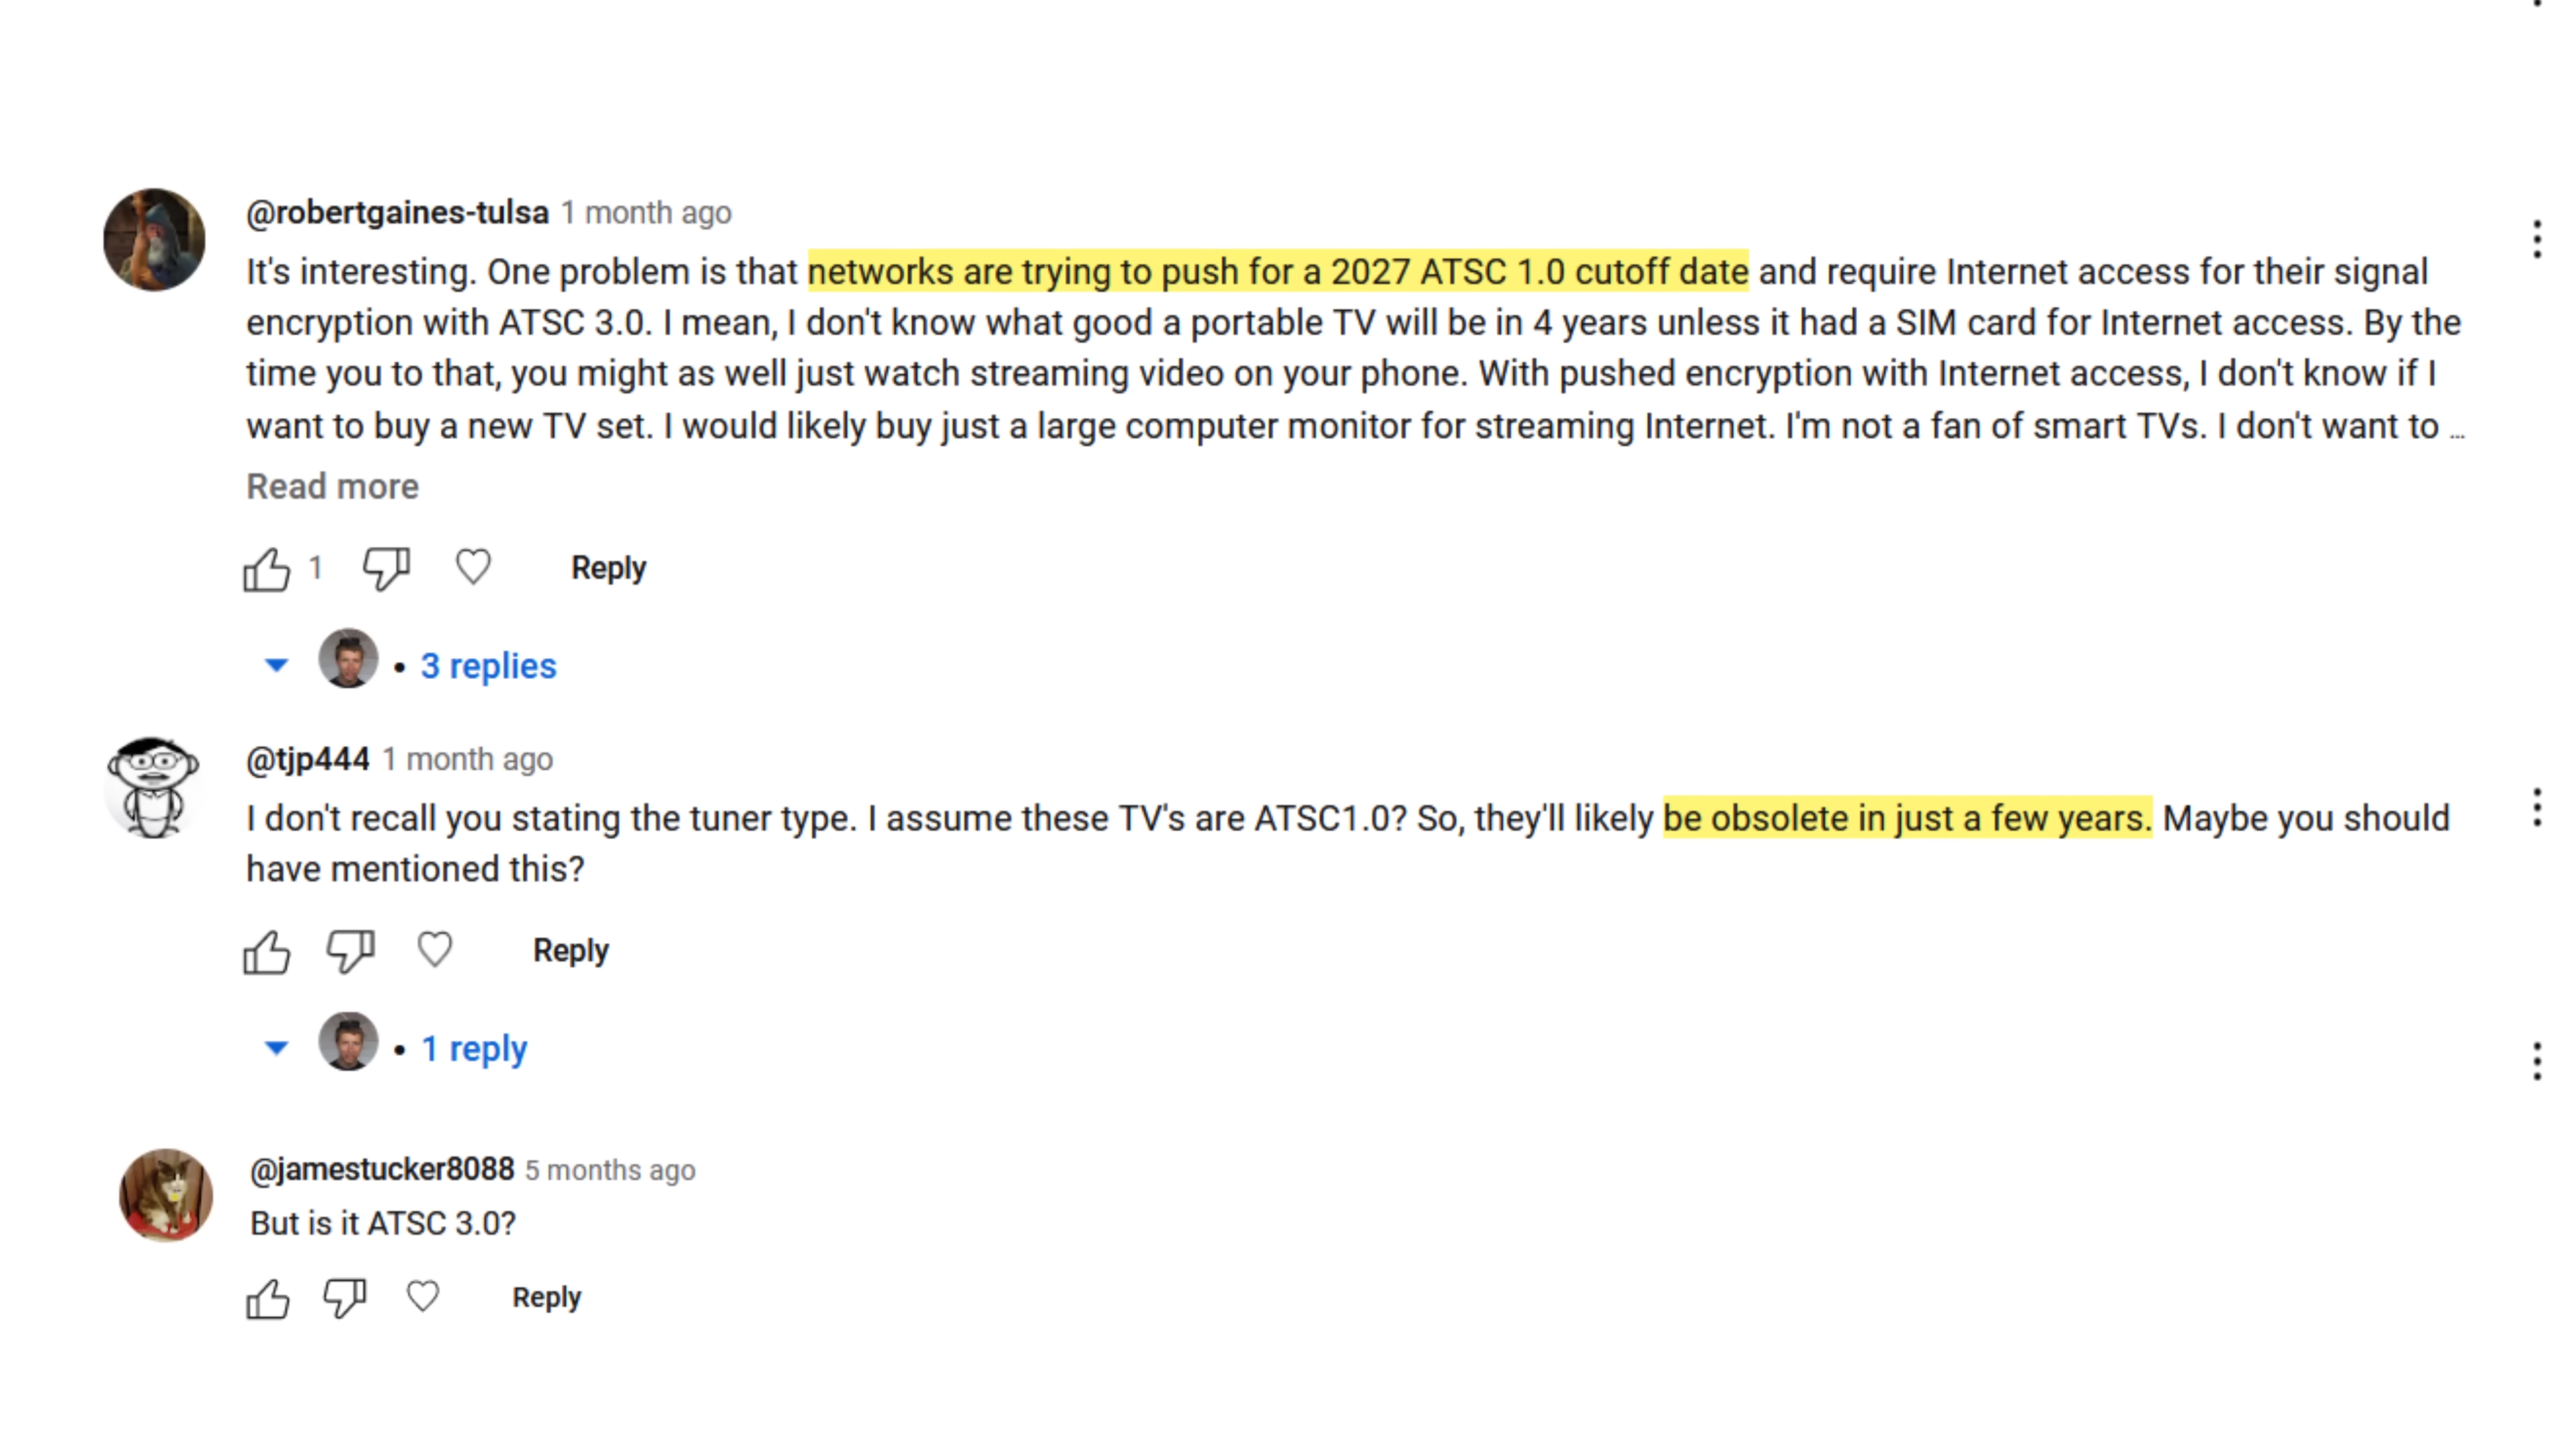 @robertgaines-tulsa 1 month ago
It's interesting. One problem is that networks are trying to push for a 2027 ATSC 1.0 cutoff date and require Internet access for their signal
encryption with ATSC 3.0. I mean, I don't know what good a portable TV will be in 4 years unless it had a SIM card for Internet access. By the
time you to that, you might as well just watch streaming video on your phone. With pushed encryption with Internet access, I don't know if I
want to buy a new TV set. I would likely buy just a large computer monitor for streaming Internet. I'm not a fan of smart TVs. I don't want to ...
Read more
1 Reply
• 3 replies
@tjp444 1 month ago
I don't recall you stating the tuner type. I assume these TV's are ATSC1.0? So, they'll likely be obsolete in just a few years. Maybe you should
have mentioned this?
Reply
• 1 reply
@jamestucker8088 5 months ago
But is it ATSC 3.0?
Reply